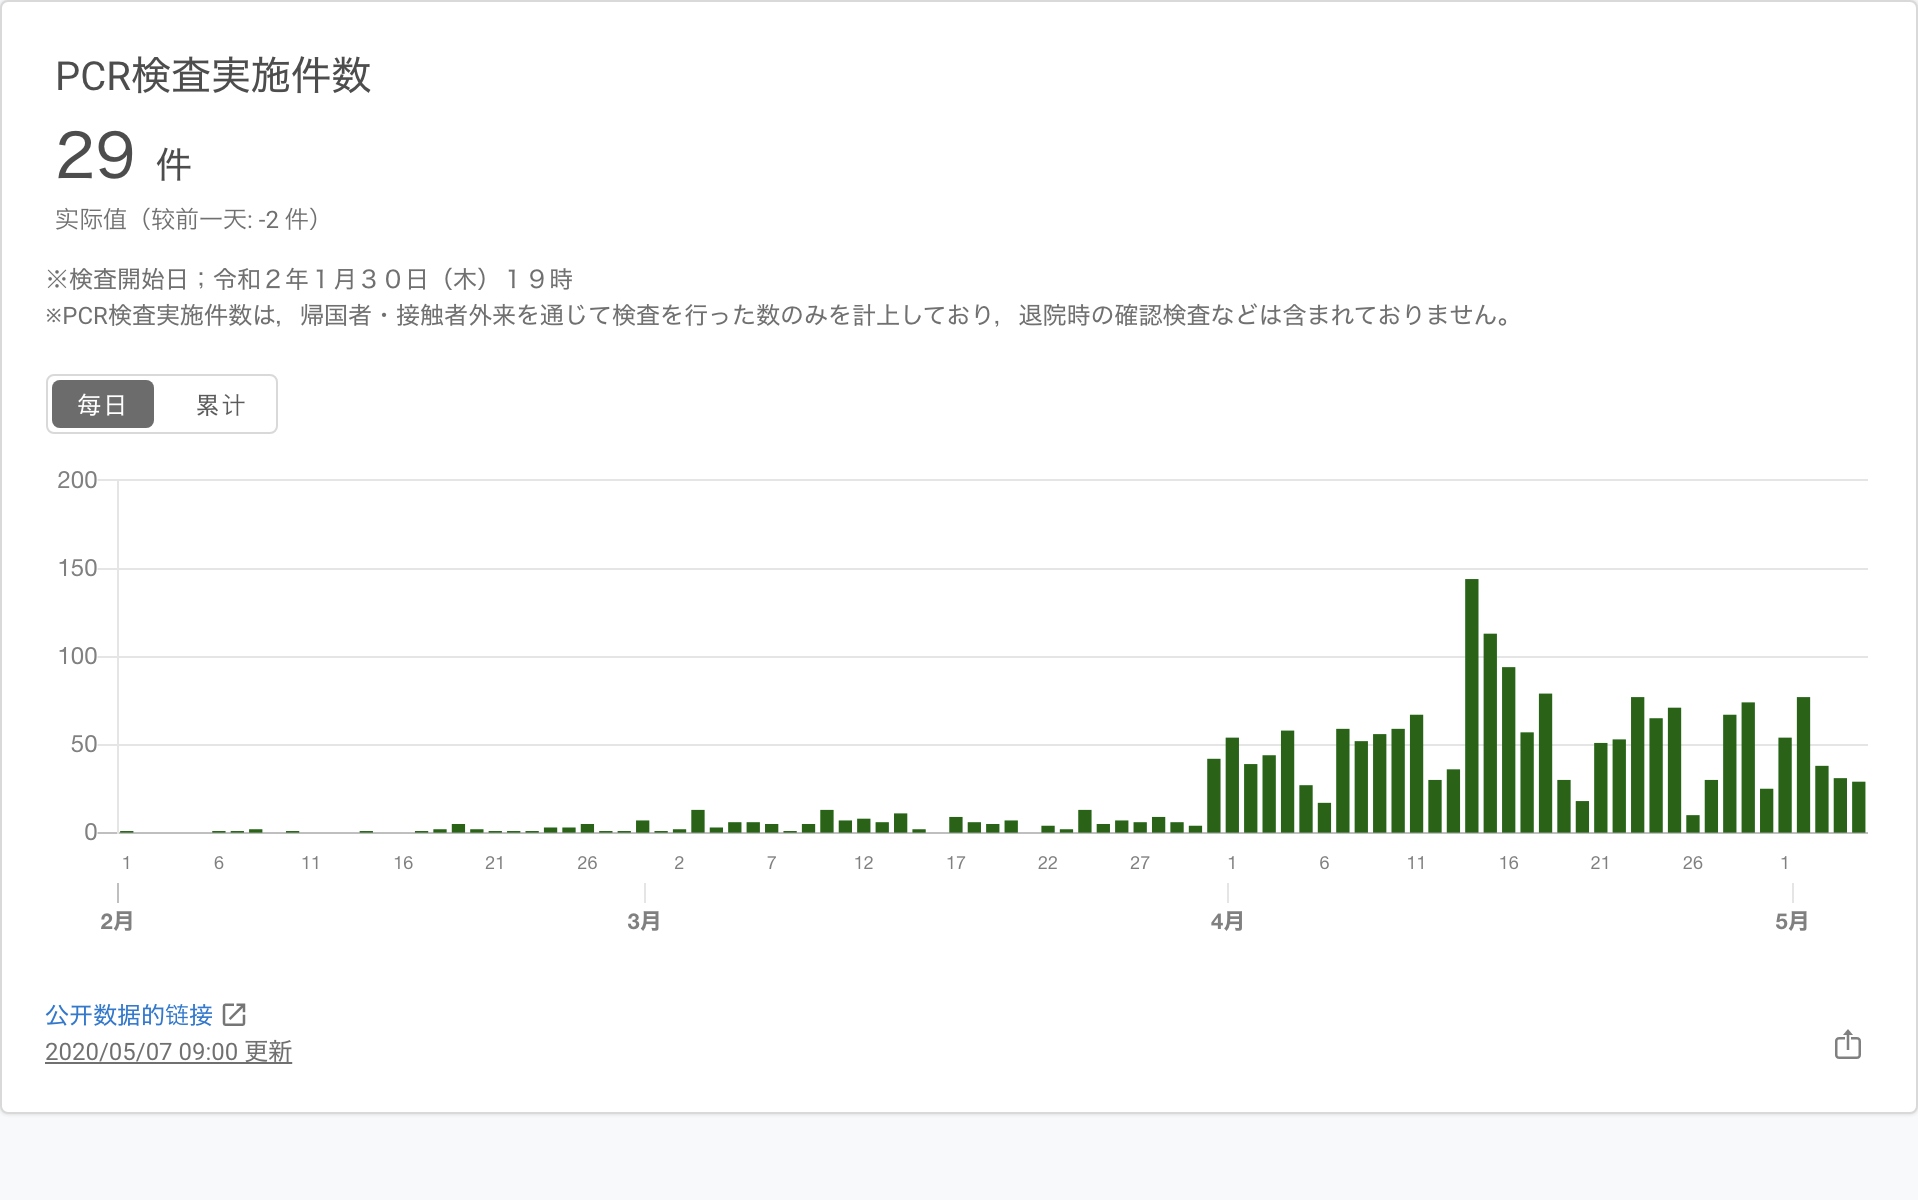 PCR検査実施件数
29 件
实际值（较前一天: -2 件）
※検査開始日；令和２年１月３０日（木）１９時
※PCR検査実施件数は，帰国者・接触者外来を通じて検査を行った数のみを計上しており，退院時の確認検査などは含まれておりません。
每日 累计
200
150
100
50
0
1 6 11 16 21 26 2 7 12 17 22 27 1 6 11 16 21 26 1
2月 3月 4月 5月
公开数据的链接
2020/05/07 09:00 更新